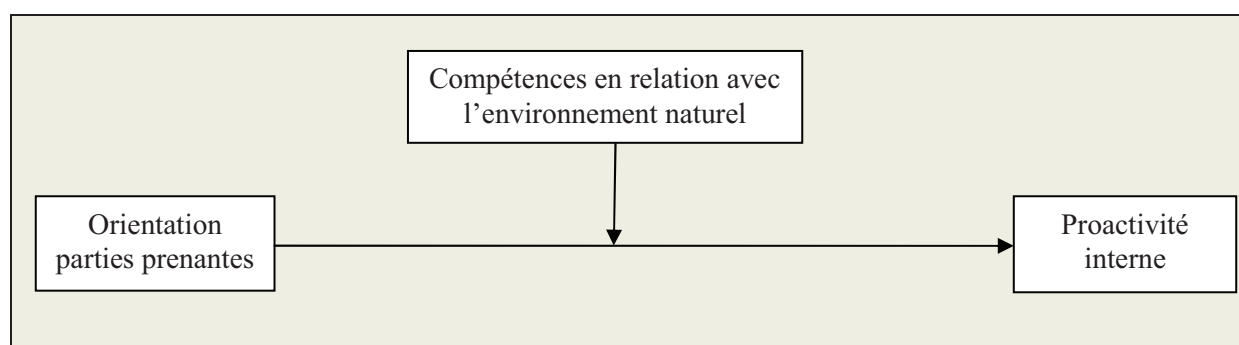 Compétences en relation avec
l’environnement naturel
Orientation
parties prenantes
Proactivité
interne